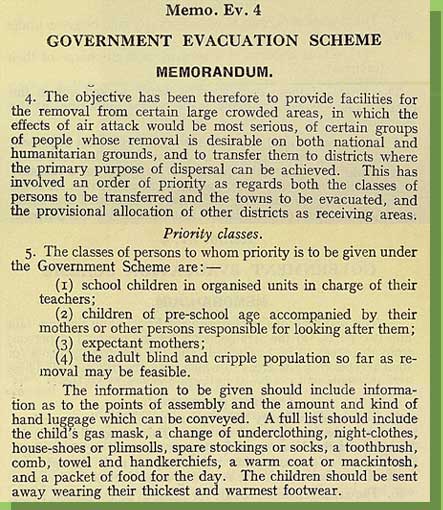 Memo. Ev. 4
GOVERNMENT EVACUATION SCHEME
MEMORANDUM.
4. The objective has been therefore to provide facilities for
the removal from certain large crowded areas, in which the
effects of air attack would be most serious, of certain groups
of people whose removal is desirable on both national and
humanitarian grounds, and to transfer them to districts where
the primary purpose of dispersal can be achieved. This has
involved an order of priority as regards both the classes of
persons to be transferred and the towns to be evacuated, and
the provisional allocation of other districts as receiving areas.
Priority classes.
5. The classes of persons to whom priority is to be given under
the Government Scheme are:—
(1) school children in organised units in charge of their
teachers;
(2) children of pre-school age accompanied by their
mothers or other persons responsible for looking after them;
(3) expectant mothers;
(4) the adult blind and cripple population so far as re-
moval may be feasible.
The information to be given should include informa-
tion as to the points of assembly and the amount and kind of
hand luggage which can be conveyed. A full list should include
the child's gas mask, a change of underclothing, night-clothes,
house-shoes or plimsolls, spare stockings or socks, a toothbrush,
comb, towel and handkerchiefs, a warm coat or mackintosh,
and a packet of food for the day. The children should be sent
away wearing their thickest and warmest footwear.